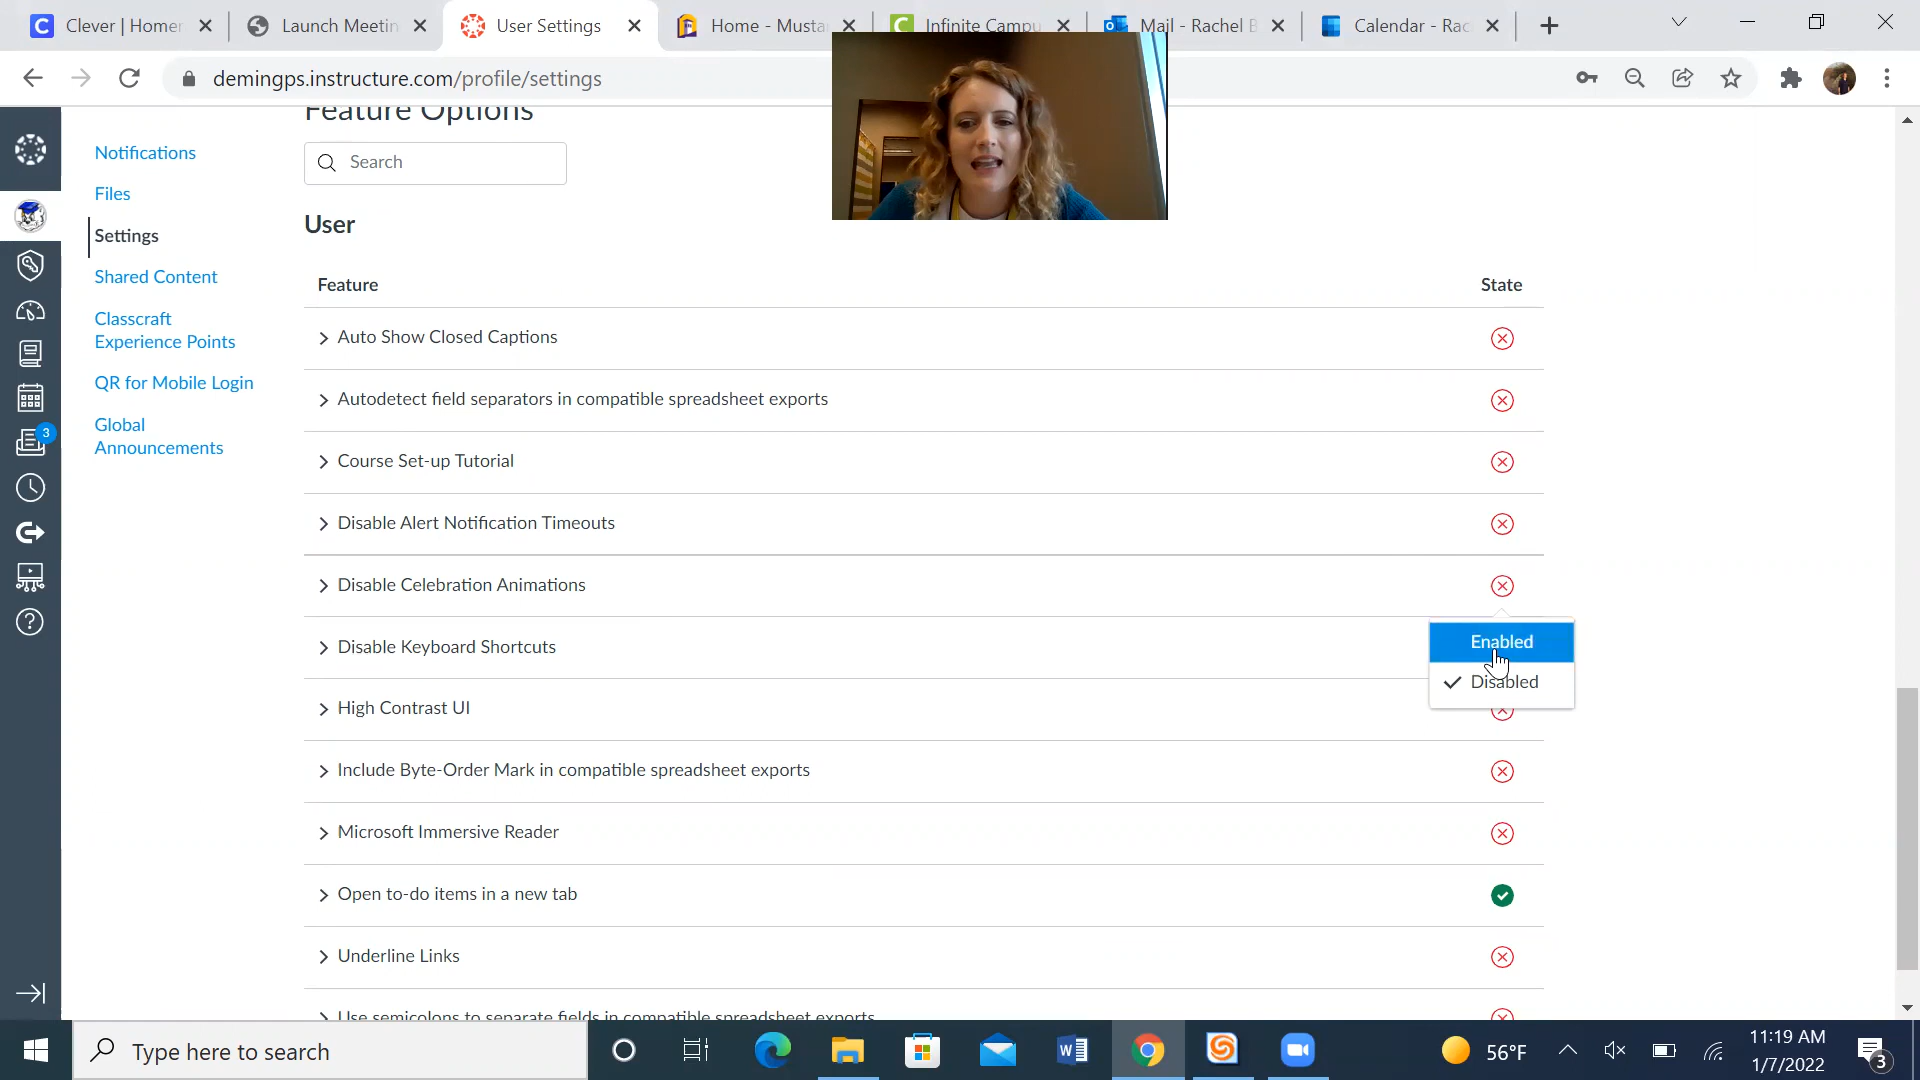 Clever | Homer
Launch Meetin
User Settings
Home - Musta
Infinite Campu
Mail - Rachel B
Calendar - Rac
demingps.instructure.com/profile/settings
Feature Options
Search
User
Notifications
Files
Settings
Shared Content
Classcraft
Experience Points
QR for Mobile Login
Global
Announcements
3
Feature State
Auto Show Closed Captions
Autodetect field separators in compatible spreadsheet exports
Course Set-up Tutorial
Disable Alert Notification Timeouts
Disable Celebration Animations
Enabled
Disabled
Disable Keyboard Shortcuts
High Contrast UI
Include Byte-Order Mark in compatible spreadsheet exports
Microsoft Immersive Reader
Open to-do items in a new tab
Underline Links
Use semicolons to separate fields in compatible spreadsheet exports
Type here to search
56°F
11:19 AM
1/7/2022
3